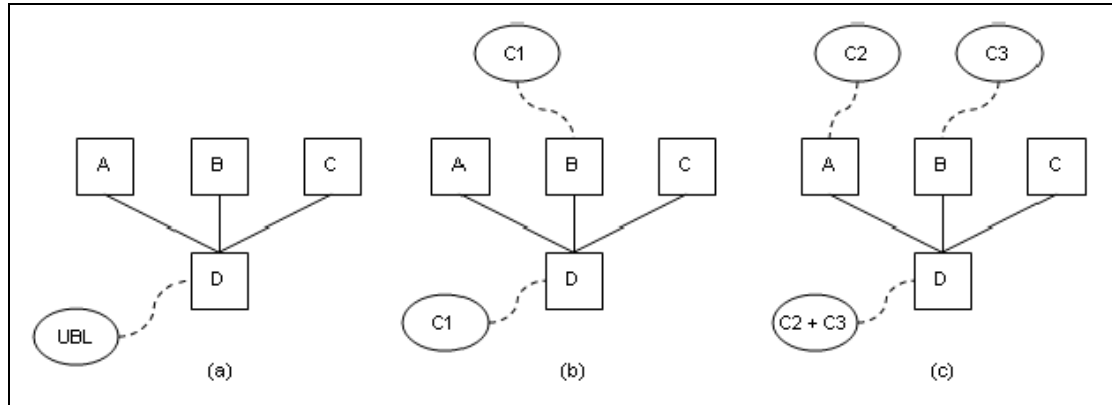 C1 C2 C3
A B C A B C A B C
D D D
UBL C1 C2 + C3
(a) (b) (c)